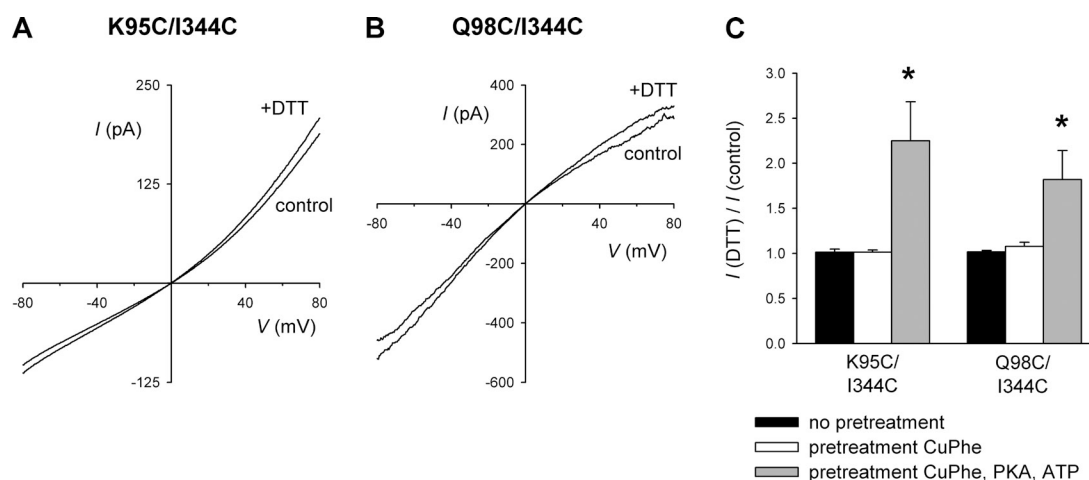 A
K95C/I344C
250
+DTT
I (pA)
125
control
-80
-40
40
80
V (mV)
-125
B
Q98C/I344C
400
+DTT
I (pA)
200
control
-80
-40
40
80
V (mV)
-200
-400
-600
C
I (DTT) / I (control)
3.0
2.5
2.0
1.5
1.0
0.5
0.0
*
*
K95C/
I344C
Q98C/
I344C
no pretreatment
pretreatment CuPhe
pretreatment CuPhe, PKA, ATP